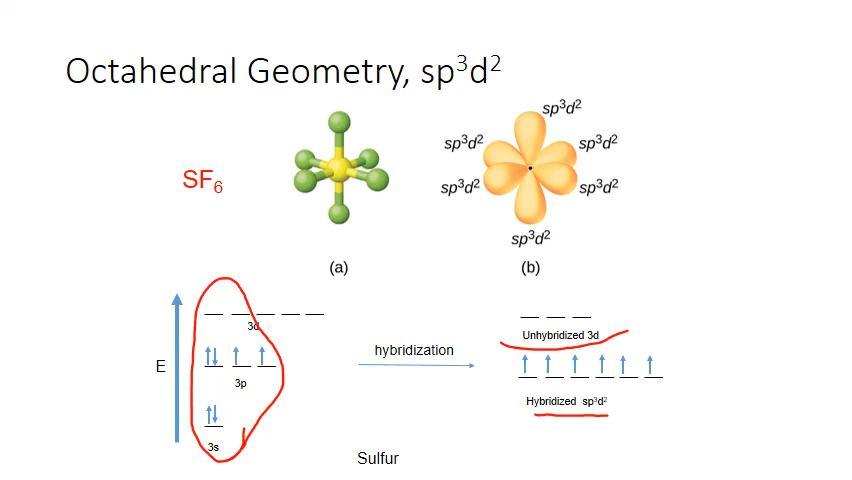 Octahedral Geometry, sp³d²
sp³d²
sp³d² sp³d²
SF₆
sp³d² sp³d²
sp³d²
(a) (b)
3d
Unhybridized 3d
hybridization
E
3p
Hybridized sp³d²
3s
Sulfur